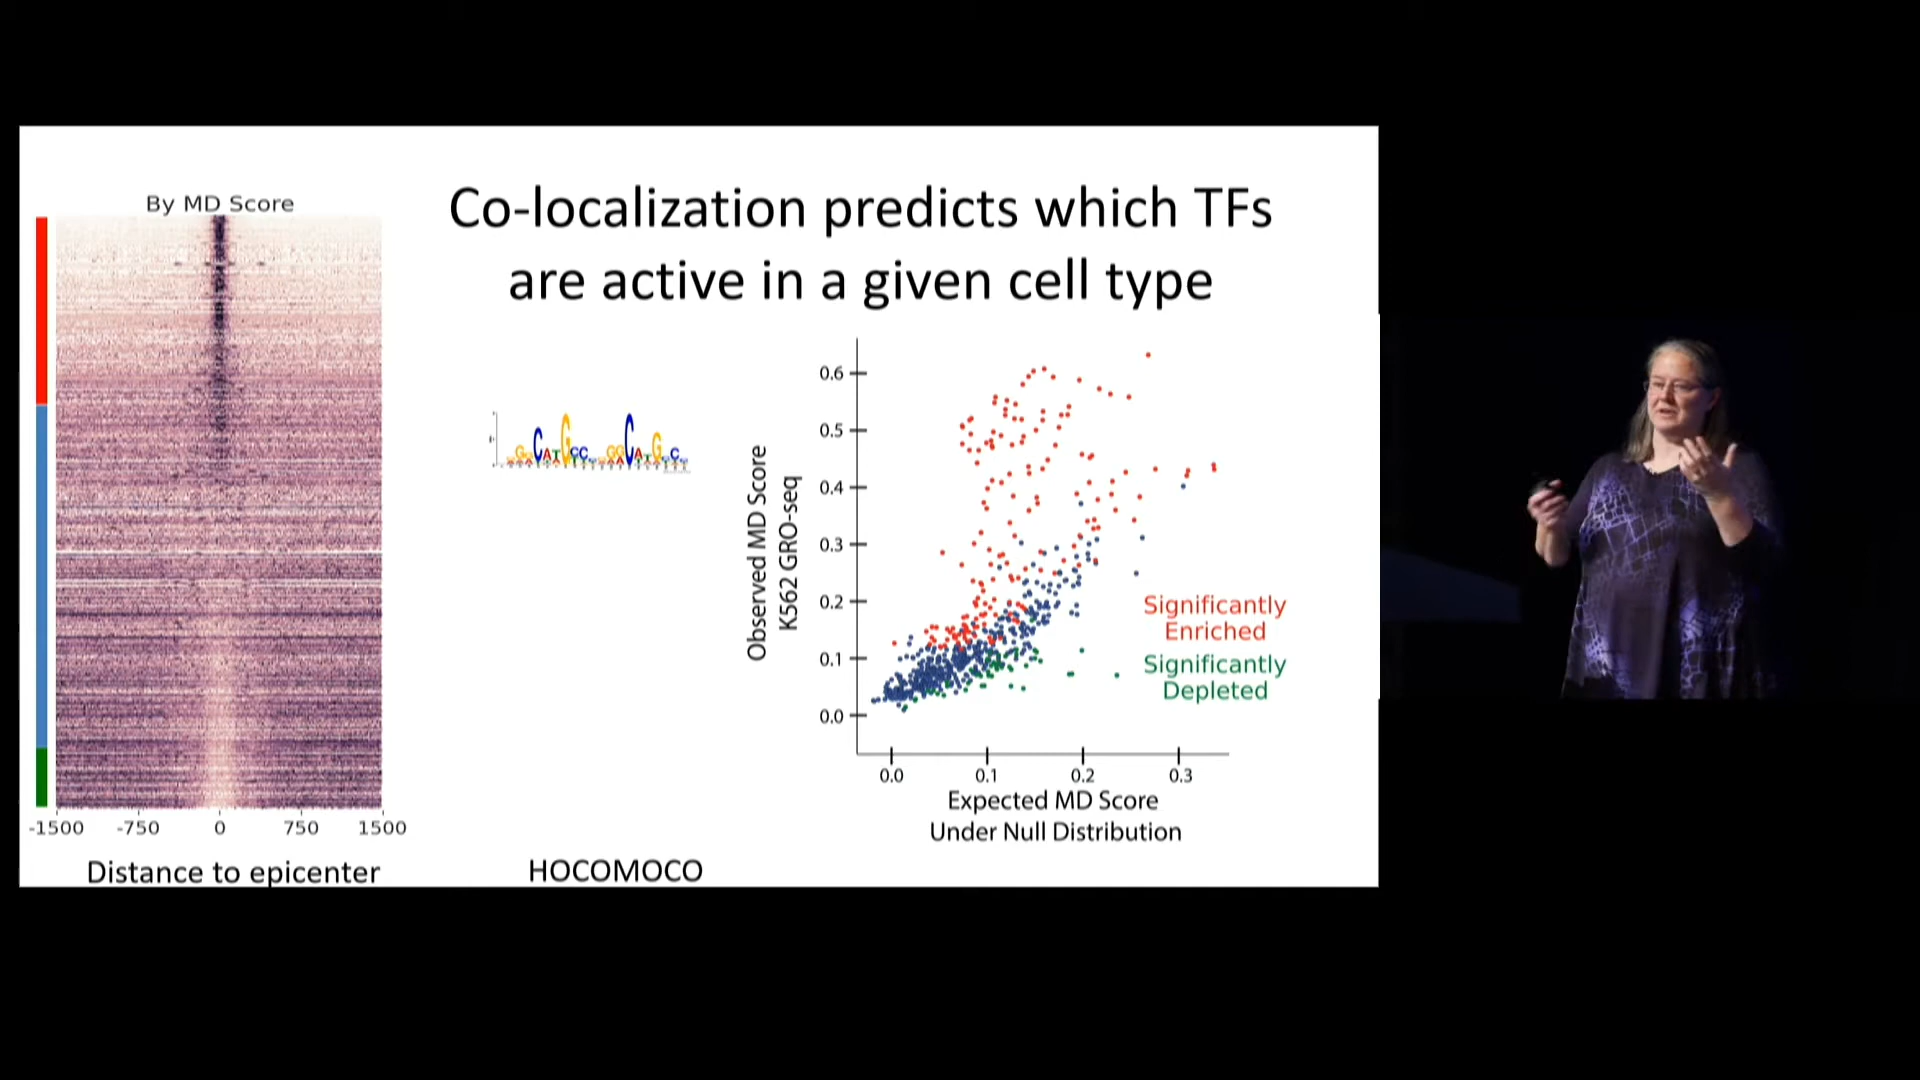 Co-localization predicts which TFs
are active in a given cell type
By MD Score
-1500 -750 0 750 1500
Distance to epicenter
HOCOMOCO
Observed MD Score
K562 GRO-seq
0.6
0.5
0.4
0.3
0.2
0.1
0.0
0.0 0.1 0.2 0.3
Expected MD Score
Under Null Distribution
Significantly
Enriched
Significantly
Depleted